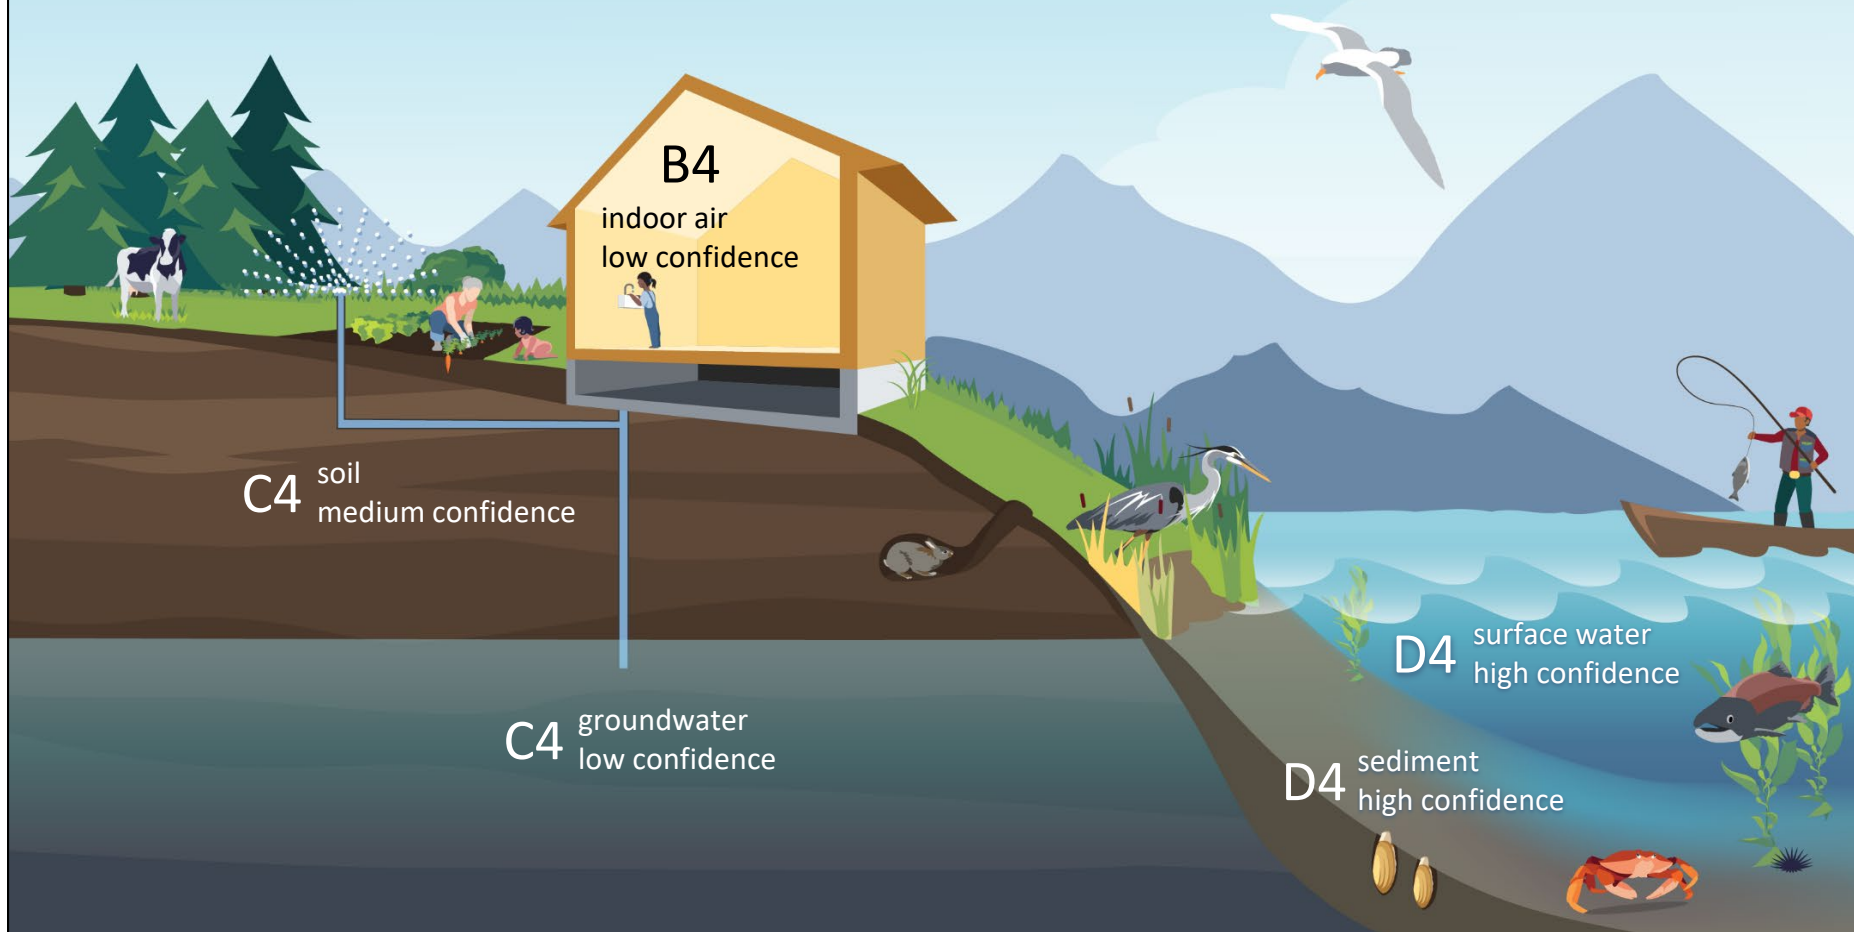 B4
indoor air
low confidence
C4
soil
medium confidence
C4
groundwater
low confidence
D4
surface water
high confidence
D4
sediment
high confidence